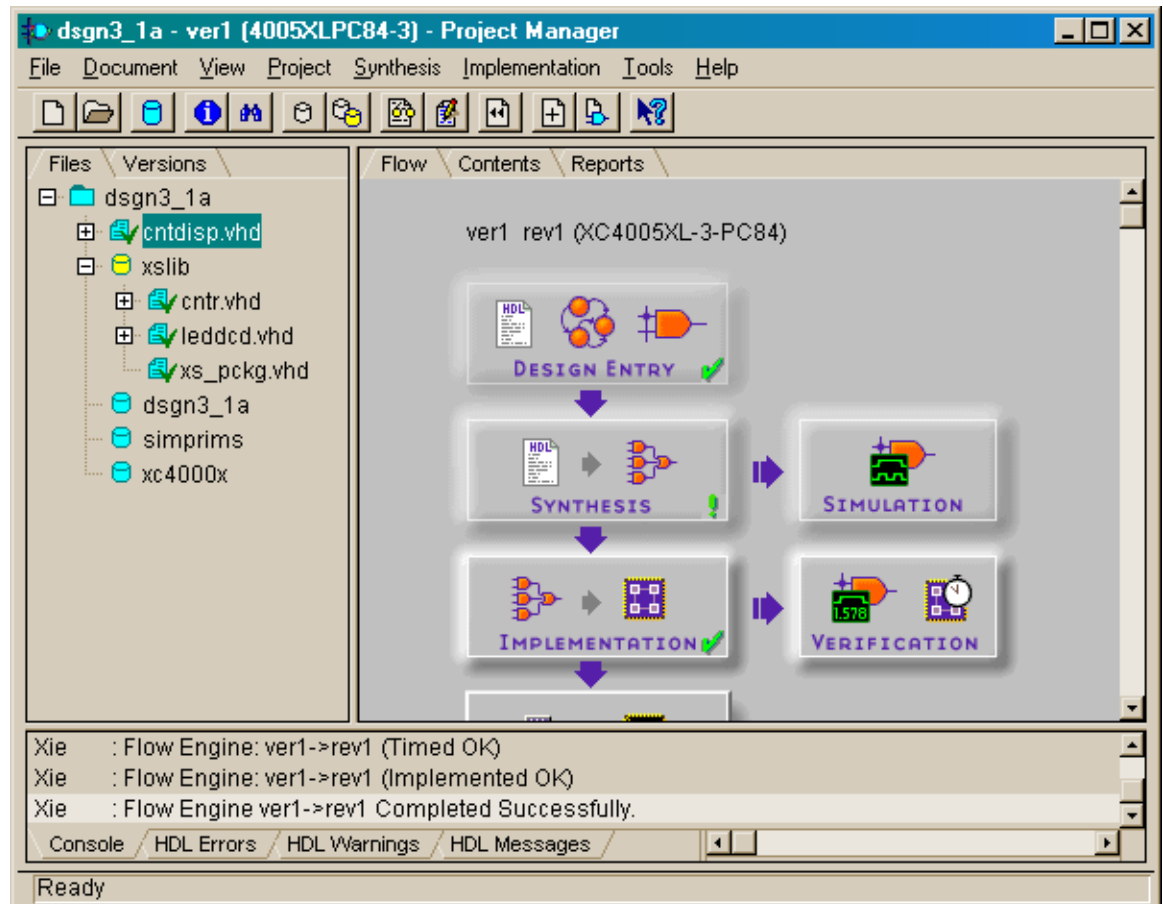 dsgn3_1a - ver1 (4005XLPC84-3) - Project Manager
File Document View Project Synthesis Implementation Tools Help
Files Versions
dsgn3_1a
cntdisp.vhd
xslib
cntr.vhd
leddcd.vhd
xs_pckg.vhd
dsgn3_1a
simprims
xc4000x
Flow Contents Reports
ver1 rev1 (XC4005XL-3-PC84)
HDL
DESIGN ENTRY
HDL
SYNTHESIS
SIMULATION
IMPLEMENTATION
1.578
VERIFICATION
Xie : Flow Engine: ver1->rev1 (Timed OK)
Xie : Flow Engine: ver1->rev1 (Implemented OK)
Xie : Flow Engine ver1->rev1 Completed Successfully.
Console HDL Errors HDL Warnings HDL Messages
Ready